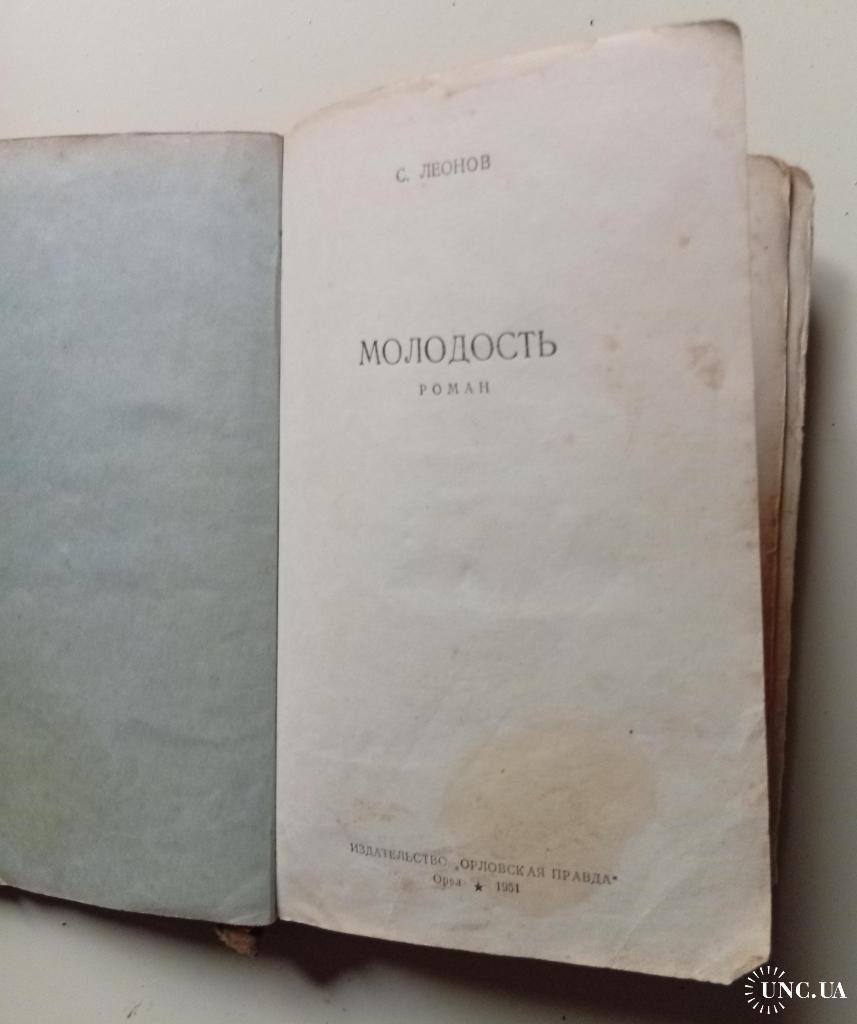 С. ЛЕОНОВ
МОЛОДОСТЬ
РОМАН
ИЗДАТЕЛЬСТВО „ОРЛОВСКАЯ ПРАВДА"
Орел ★ 1951
UNC.UA